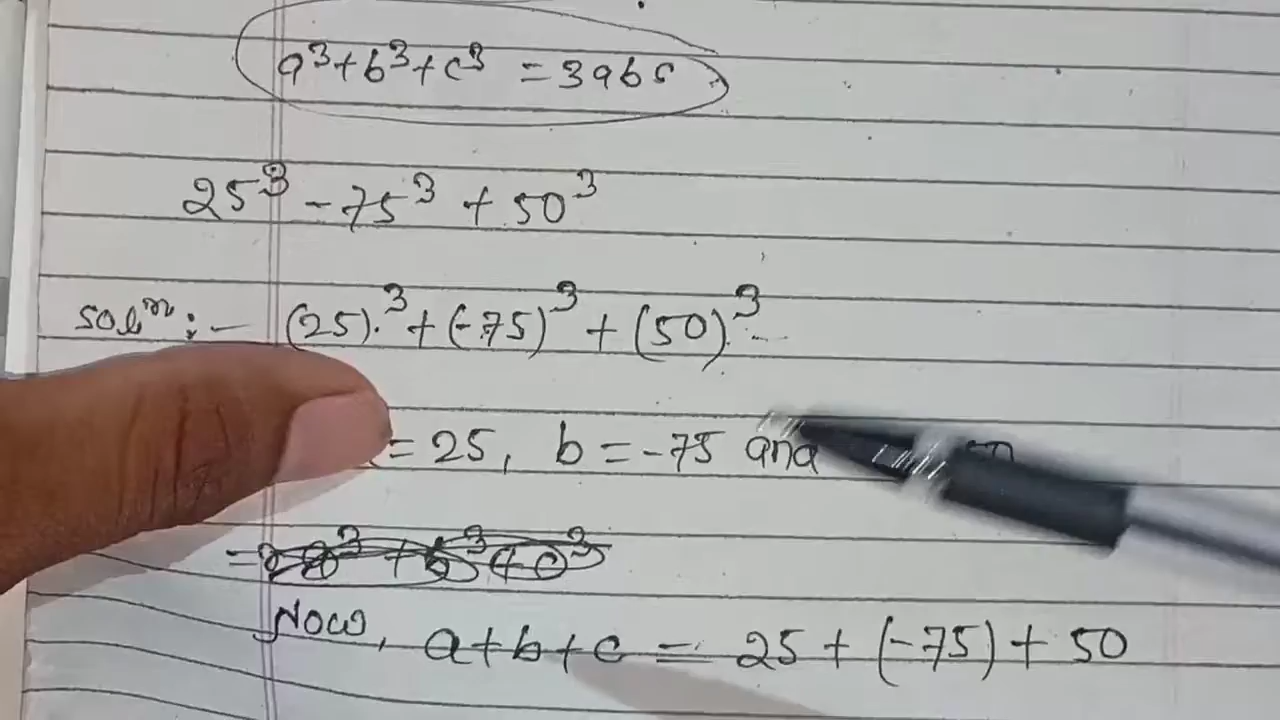 a³+b³+c³ = 3abc
25³ - 75³ + 50³
Solⁿ :- (25)³ + (-75)³ + (50)³
= 25, b = -75 and
Now, a+b+c = 25 + (-75) + 50